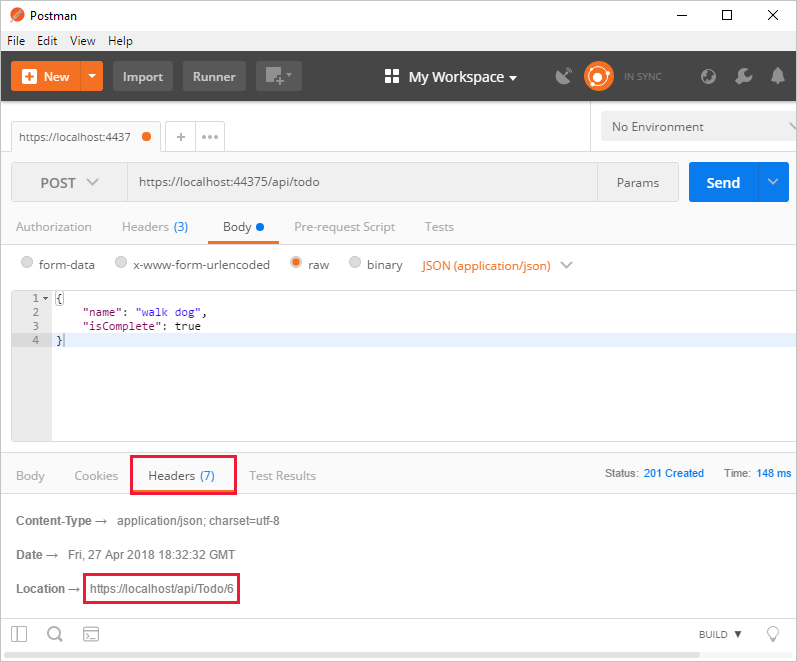 Postman
File Edit View Help
New Import Runner My Workspace IN SYNC
https://localhost:4437 + ••• No Environment
POST https://localhost:44375/api/todo Params Send
Authorization Headers (3) Body Pre-request Script Tests
form-data x-www-form-urlencoded raw binary JSON (application/json)
1 {
2 "name": "walk dog",
3 "isComplete": true
4 }
Body Cookies Headers (7) Test Results Status: 201 Created Time: 148 ms
Content-Type → application/json; charset=utf-8
Date → Fri, 27 Apr 2018 18:32:32 GMT
Location → https://localhost/api/Todo/6
BUILD ▼